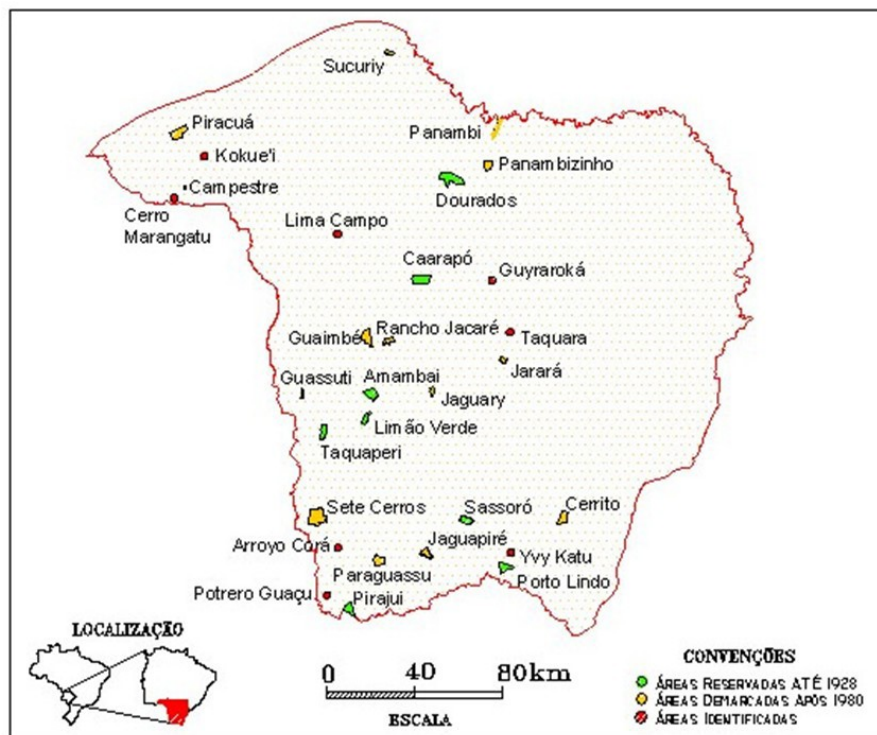 Sucuriy
Piracuá
Panambi
Kokue'i
Panambizinho
Campestre
Dourados
Cerro
Marangatu
Lima Campo
Caarapó
Guyraroká
Guaimbé
Rancho Jacaré
Taquara
Jarará
Guassuti
Amambai
Jaguary
Limão Verde
Taquaperi
Sete Cerros
Sassoró
Cerrito
Arroyo Corá
Jaguapiré
Yvy Katu
Paraguassu
Porto Lindo
Potrero Guaçu
Pirajui
LOCALIZAÇÃO
0 40 80km
ESCALA
CONVENÇÕES
ÁREAS RESERVADAS ATÉ 1928
ÁREAS DEMARCADAS APÓS 1980
ÁREAS IDENTIFICADAS